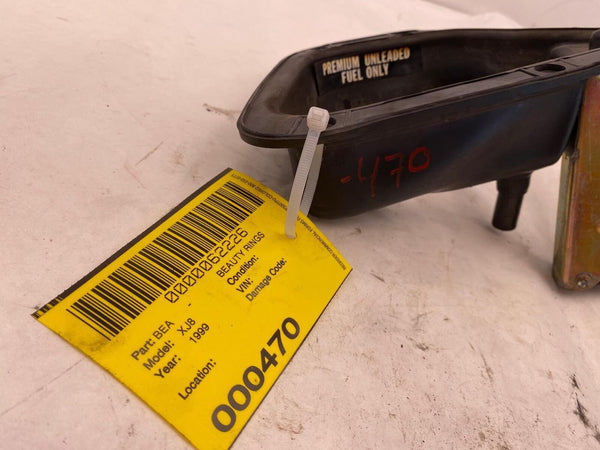 PREMIUM UNLEADED
FUEL ONLY
-470
0000062226
Part: BEA - BEAUTY RINGS
Model: XJ8 Condition:
Year: 1999 VIN:
Damage Code:
Location:
000470